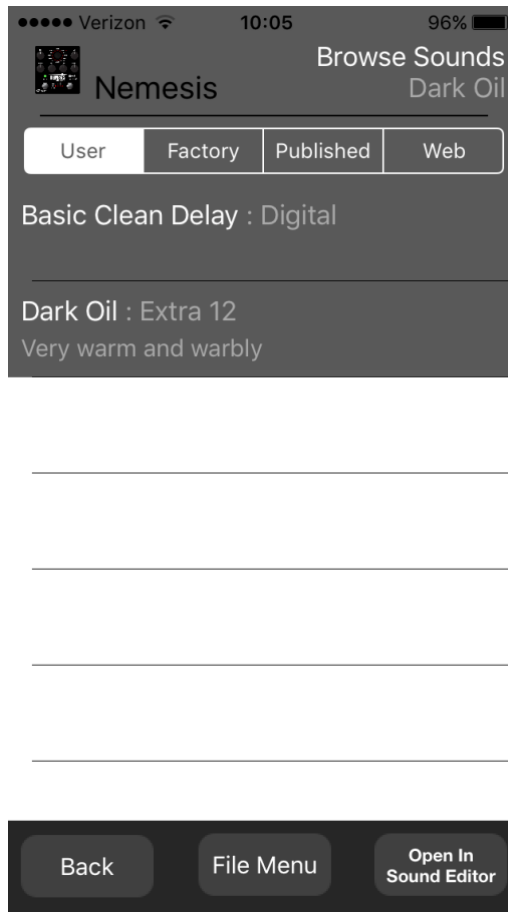 Verizon 10:05 96%
Browse Sounds
Nemesis Dark Oil
User Factory Published Web
Basic Clean Delay : Digital
Dark Oil : Extra 12
Very warm and warbly
Back File Menu Open In
Sound Editor